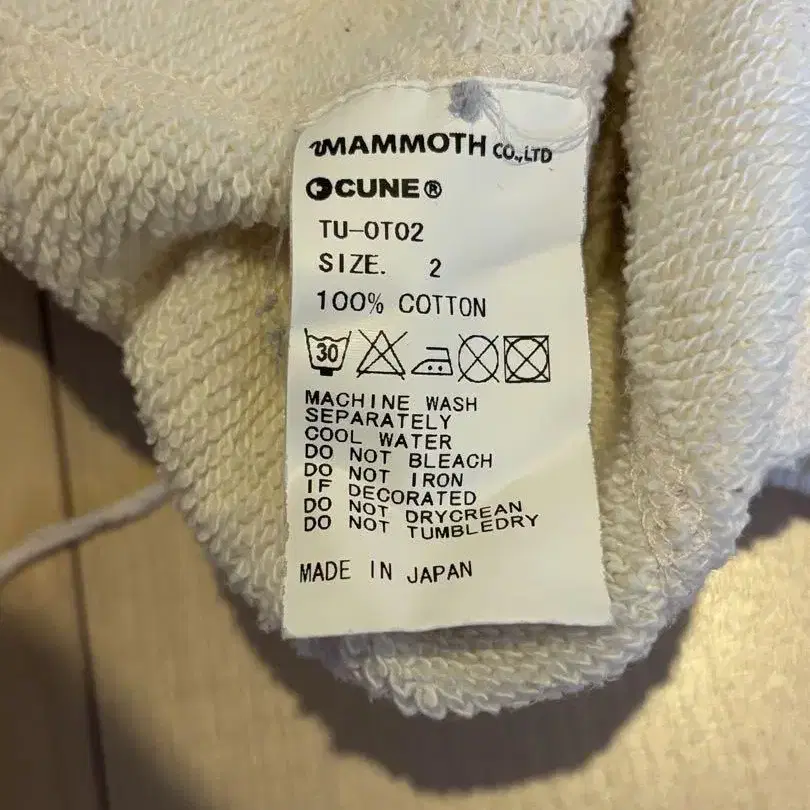 MAMMOTH CO.,LTD
CUNE®
TU-0T02
SIZE. 2
100% COTTON
30
MACHINE WASH
SEPARATELY
COOL WATER
DO NOT BLEACH
DO NOT IRON
IF DECORATED
DO NOT DRYCREAN
DO NOT TUMBLEDRY
MADE IN JAPAN